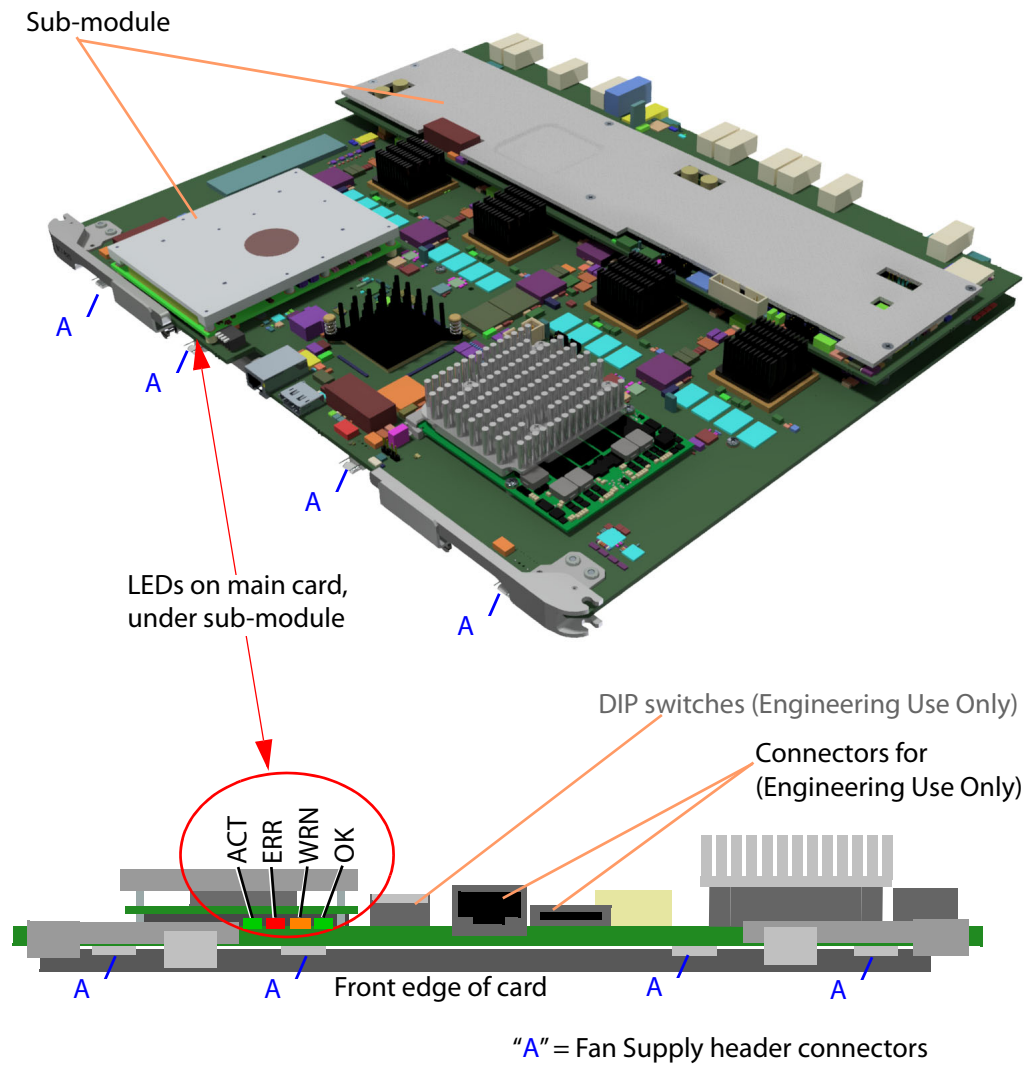 Sub-module
A
A
A
A
LEDs on main card,
under sub-module
DIP switches (Engineering Use Only)
Connectors for
(Engineering Use Only)
ACT
ERR
WRN
OK
A
A
Front edge of card
A
A
“A” = Fan Supply header connectors